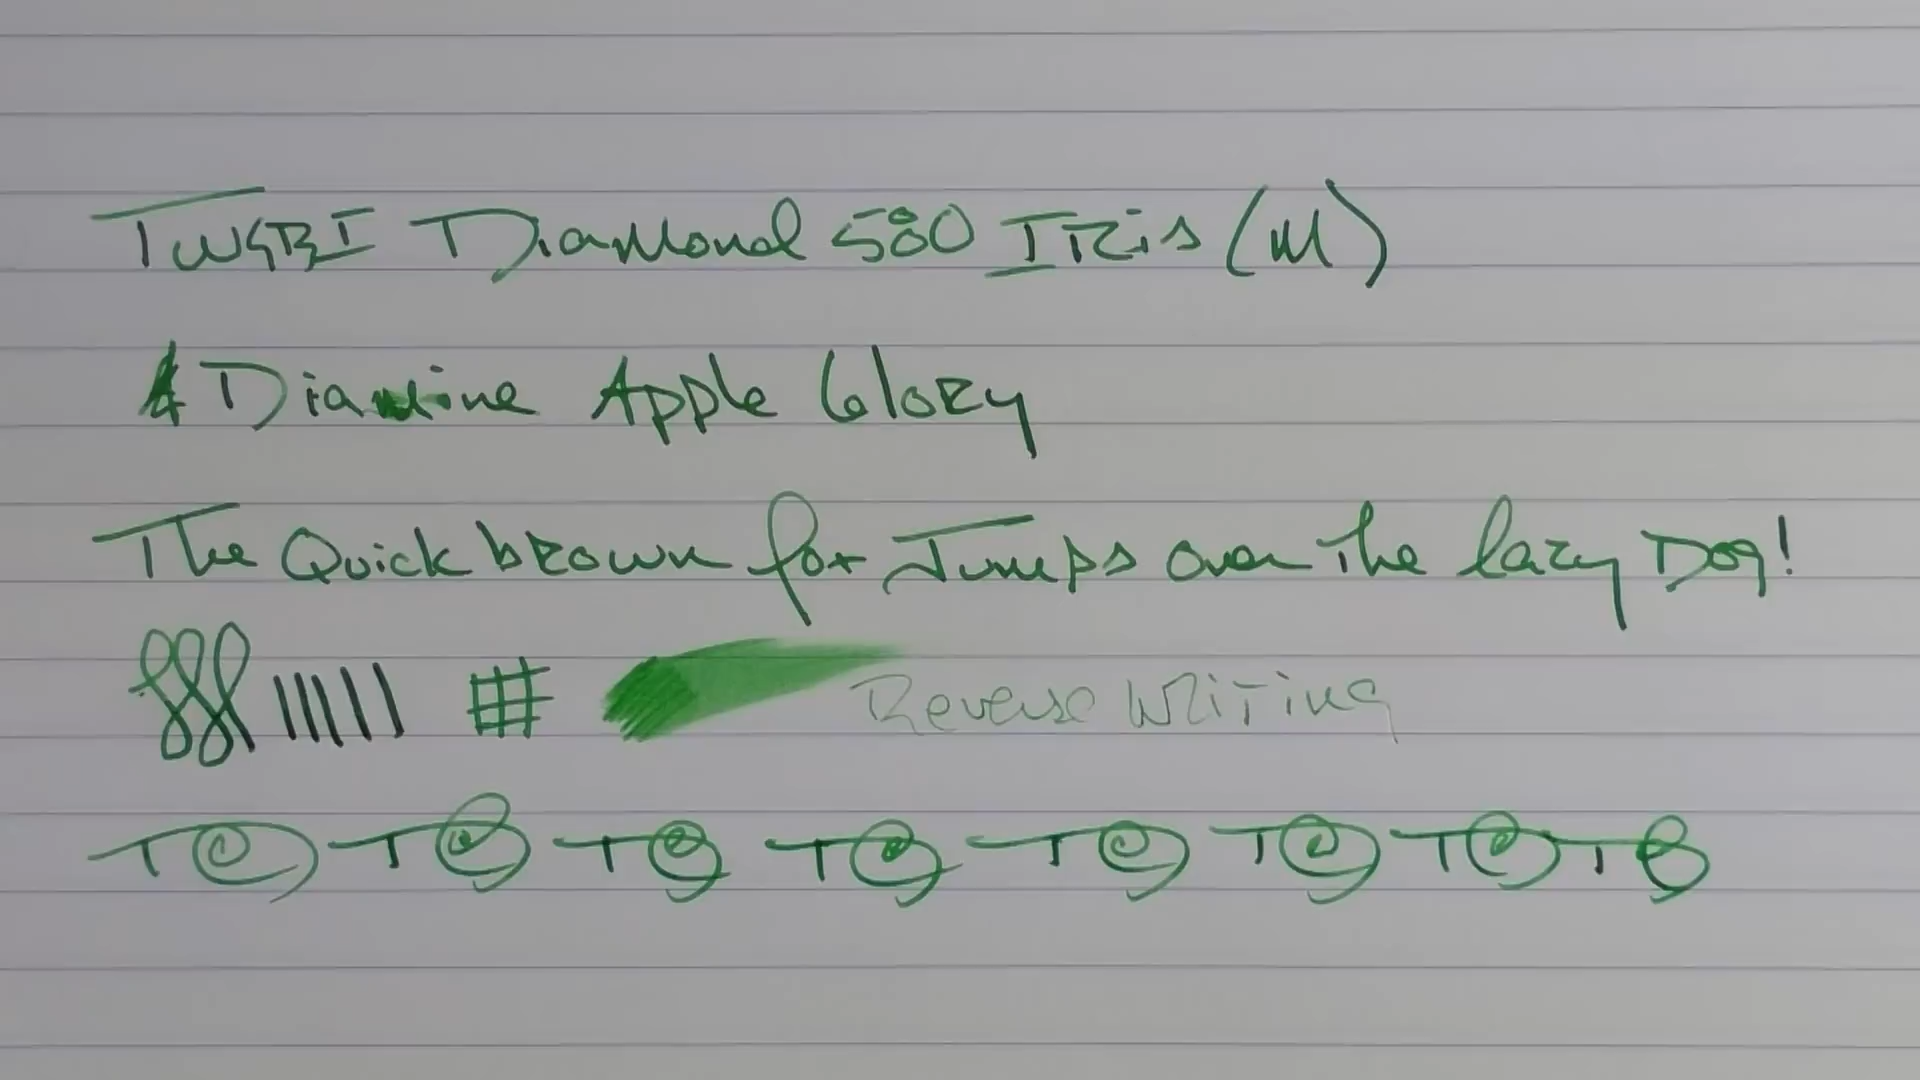 TWSBI Diamond 580 IRis (M)
& Diamine Apple Glory
The Quick brown fox Jumps over The lazy Dog!
Reverse Writing